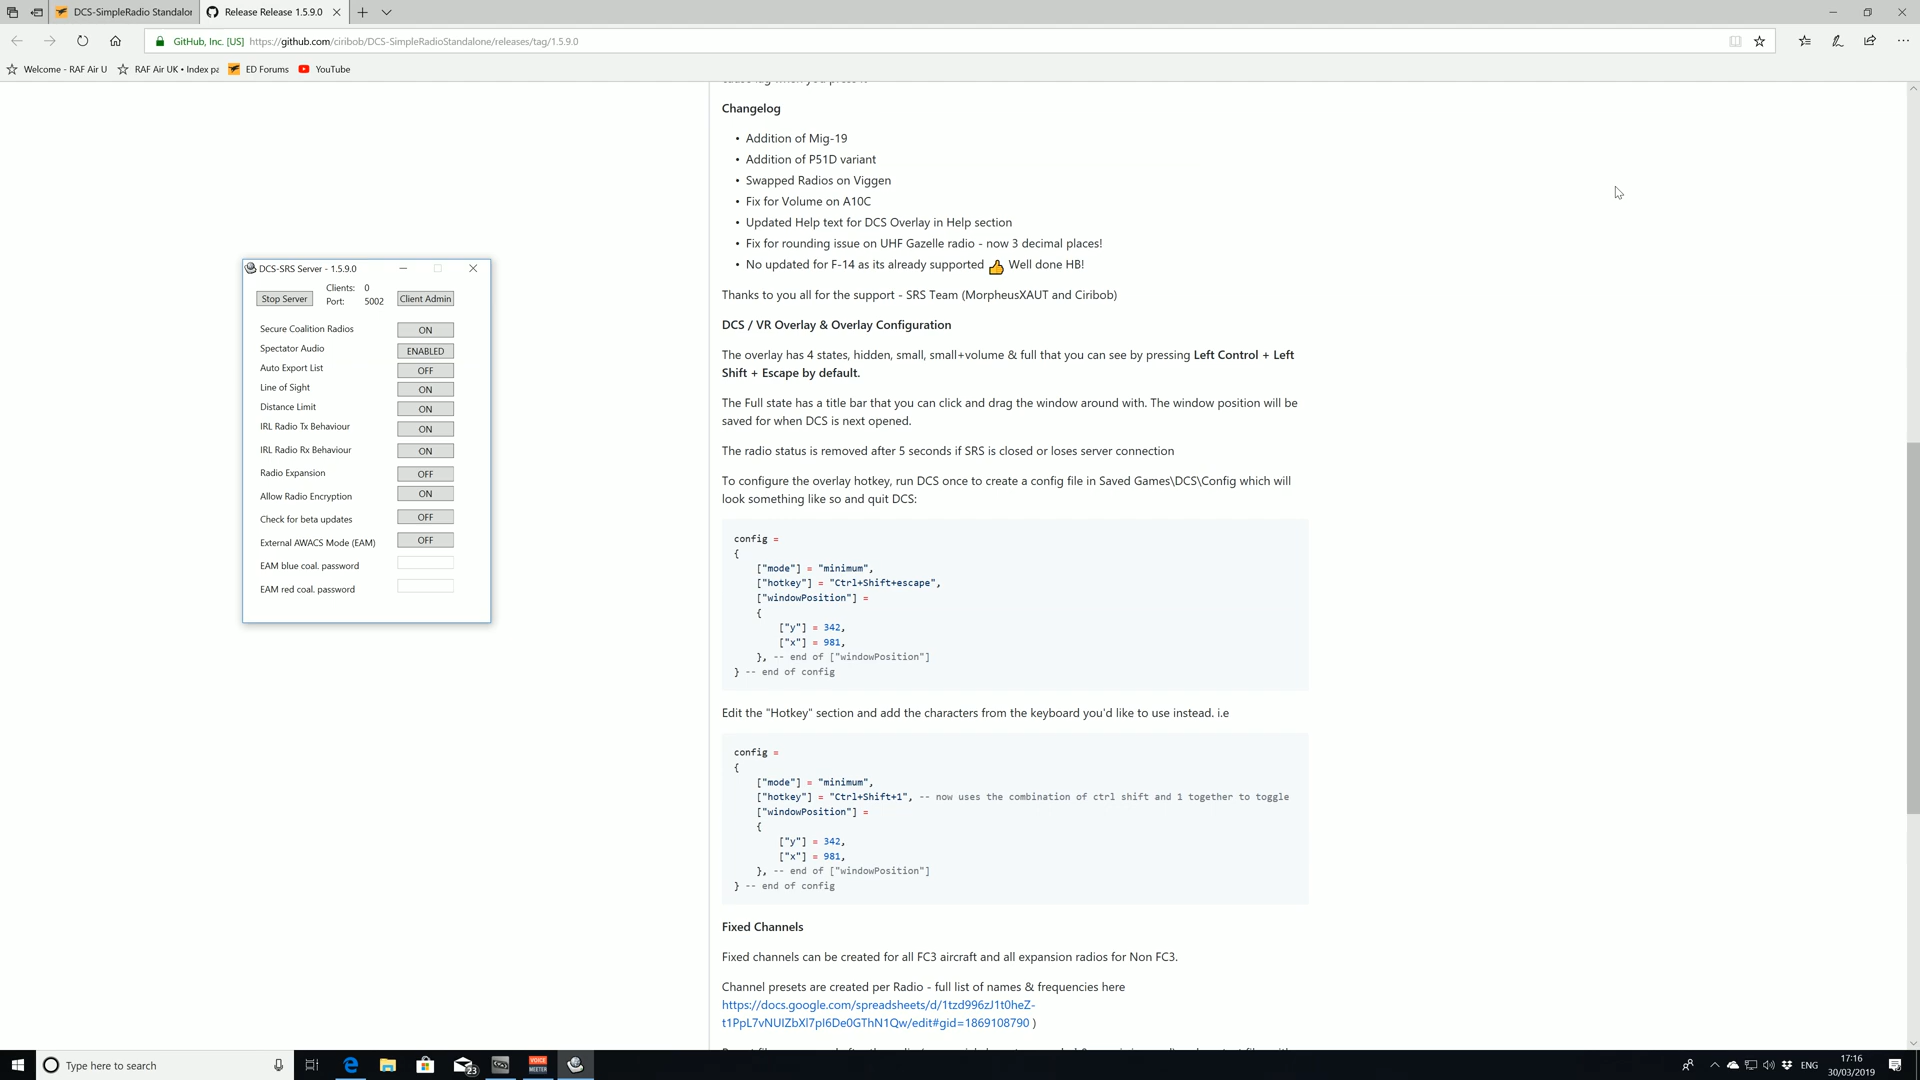 DCS-SimpleRadio Standalon
Release Release 1.5.9.0
GitHub, Inc. [US] https://github.com/ciribob/DCS-SimpleRadioStandalone/releases/tag/1.5.9.0
Welcome - RAF Air U
RAF Air UK • Index pa
ED Forums
YouTube
Changelog
• Addition of Mig-19
• Addition of P51D variant
• Swapped Radios on Viggen
• Fix for Volume on A10C
• Updated Help text for DCS Overlay in Help section
• Fix for rounding issue on UHF Gazelle radio - now 3 decimal places!
• No updated for F-14 as its already supported 👍 Well done HB!
Thanks to you all for the support - SRS Team (MorpheusXAUT and Ciribob)
DCS / VR Overlay & Overlay Configuration
The overlay has 4 states, hidden, small, small+volume & full that you can see by pressing Left Control + Left
Shift + Escape by default.
The Full state has a title bar that you can click and drag the window around with. The window position will be
saved for when DCS is next opened.
The radio status is removed after 5 seconds if SRS is closed or loses server connection
To configure the overlay hotkey, run DCS once to create a config file in Saved Games\DCS\Config which will
look something like so and quit DCS:
config =
{
["mode"] = "minimum",
["hotkey"] = "Ctrl+Shift+escape",
["windowPosition"] =
{
["y"] = 342,
["x"] = 981,
}, -- end of ["windowPosition"]
} -- end of config
Edit the "Hotkey" section and add the characters from the keyboard you'd like to use instead. i.e
config =
{
["mode"] = "minimum",
["hotkey"] = "Ctrl+Shift+1", -- now uses the combination of ctrl shift and 1 together to toggle
["windowPosition"] =
{
["y"] = 342,
["x"] = 981,
}, -- end of ["windowPosition"]
} -- end of config
Fixed Channels
Fixed channels can be created for all FC3 aircraft and all expansion radios for Non FC3.
Channel presets are created per Radio - full list of names & frequencies here
https://docs.google.com/spreadsheets/d/1tzd996zJ1t0heZ-
t1PpL7vNUIZbXl7pI6De0GThN1Qw/edit#gid=1869108790 )
DCS-SRS Server - 1.5.9.0
Stop Server
Clients: 0
Port: 5002
Client Admin
Secure Coalition Radios ON
Spectator Audio ENABLED
Auto Export List OFF
Line of Sight ON
Distance Limit ON
IRL Radio Tx Behaviour ON
IRL Radio Rx Behaviour ON
Radio Expansion OFF
Allow Radio Encryption ON
Check for beta updates OFF
External AWACS Mode (EAM) OFF
EAM blue coal. password
EAM red coal. password
Type here to search
23
VOICE
MEETER
ENG
17:16
30/03/2019